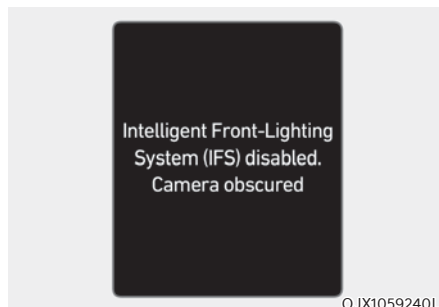 Intelligent Front-Lighting
System (IFS) disabled.
Camera obscured
OJX1059240L